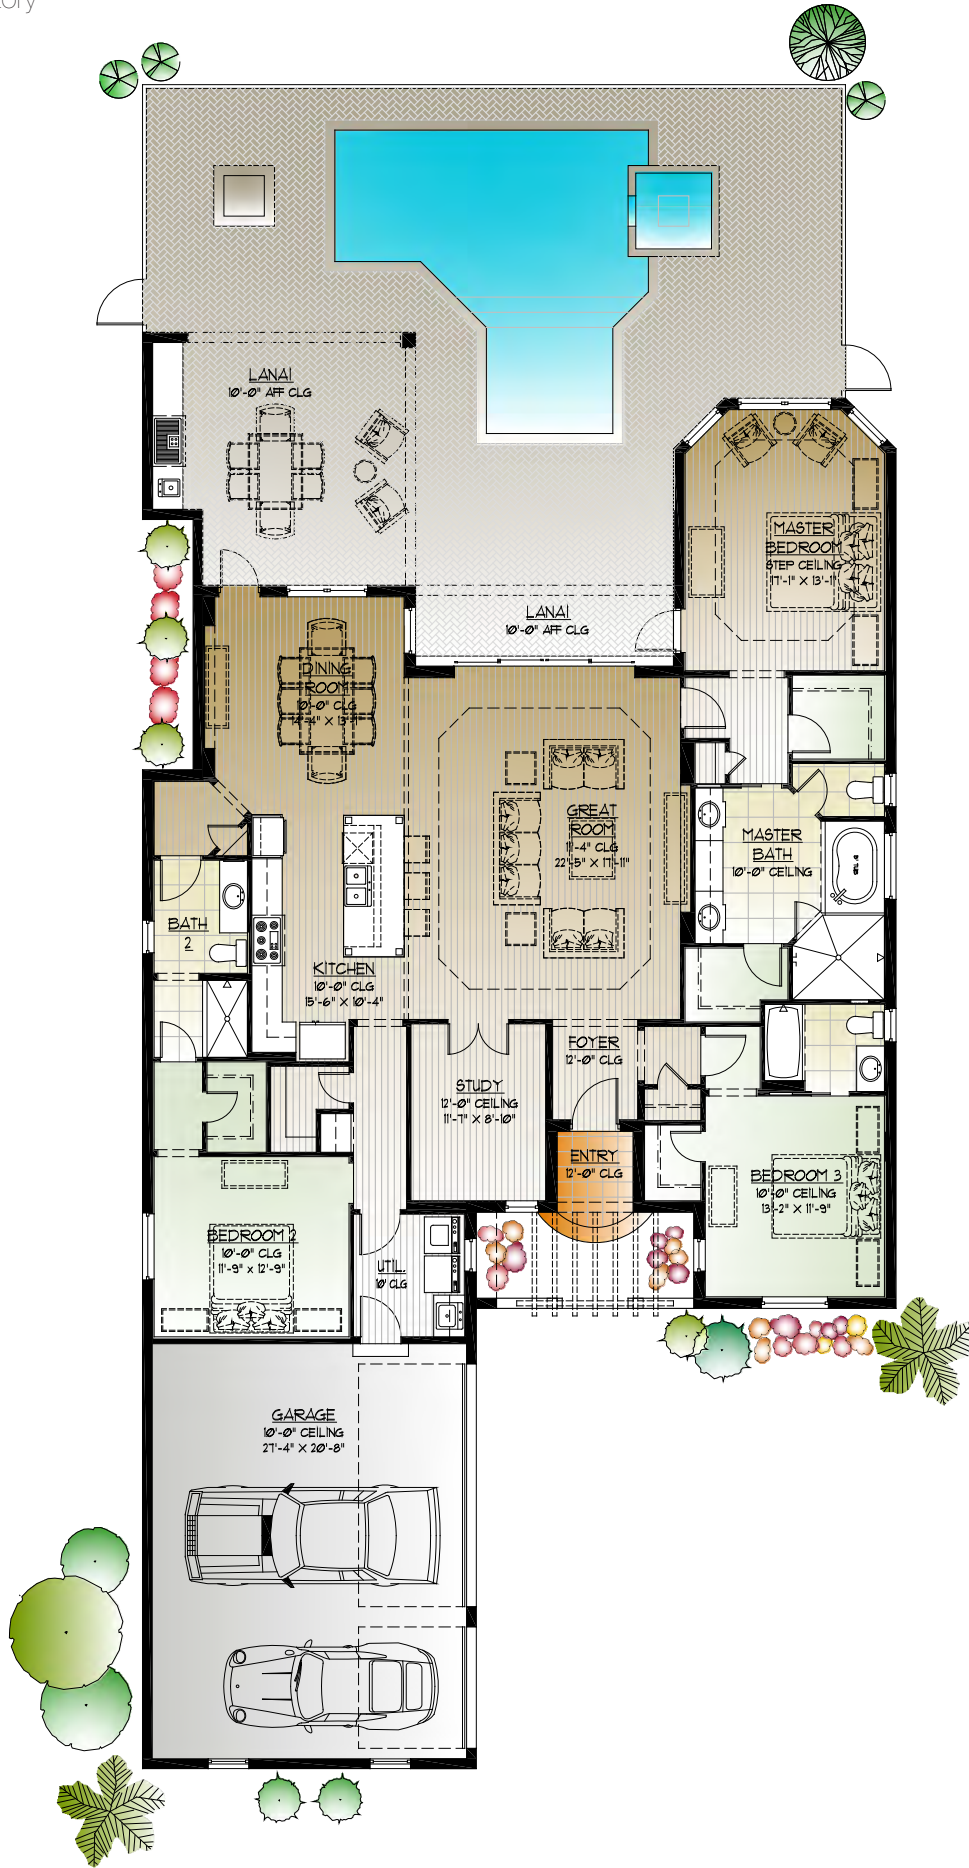 LANAI
10'-0" AFF CLG
MASTER
BEDROOM
STEP CEILING
17'-1" X 13'-1"
LANAI
10'-0" AFF CLG
DINING
ROOM
10'-0" CLG
14'-4" X 13'-1"
GREAT
ROOM
11'-4" CLG
22'-5" X 17'-11"
MASTER
BATH
10'-0" CEILING
BATH
2
KITCHEN
10'-0" CLG
15'-6" X 10'-4"
FOYER
12'-0" CLG
STUDY
12'-0" CEILING
11'-7" X 8'-10"
ENTRY
12'-0" CLG
BEDROOM 3
10'-0" CEILING
13'-2" X 11'-9"
BEDROOM 2
10'-0" CLG
11'-9" X 12'-9"
UTIL.
10' CLG
GARAGE
10'-0" CEILING
27'-4" X 20'-8"